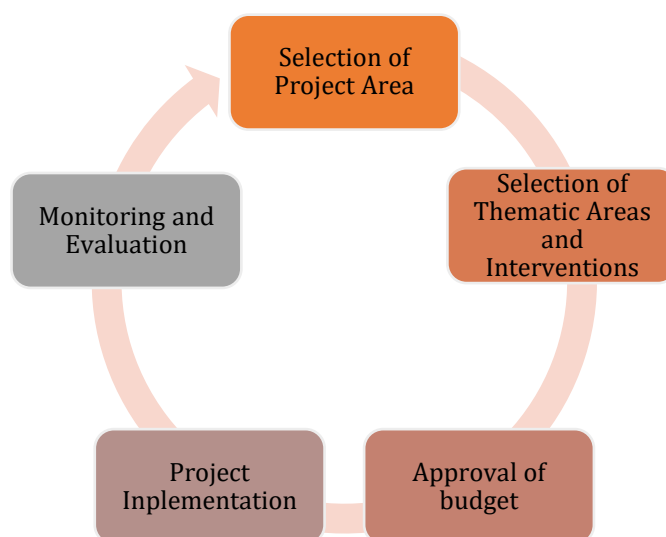 Selection of
Project Area
Selection of
Thematic Areas
and
Interventions
Approval of
budget
Project
Inplementation
Monitoring and
Evaluation